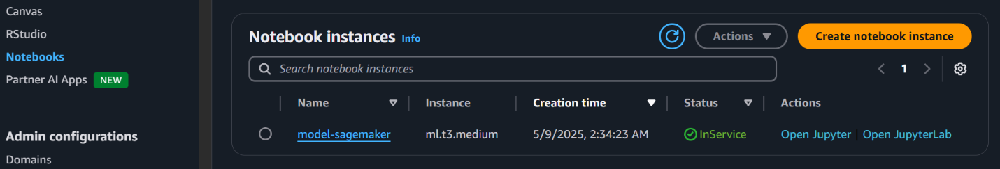 Canvas
RStudio
Notebooks
Partner AI Apps NEW
Admin configurations
Domains
Notebook instances Info
Actions
Create notebook instance
Search notebook instances
1
Name Instance Creation time Status Actions
model-sagemaker ml.t3.medium 5/9/2025, 2:34:23 AM InService Open Jupyter | Open JupyterLab